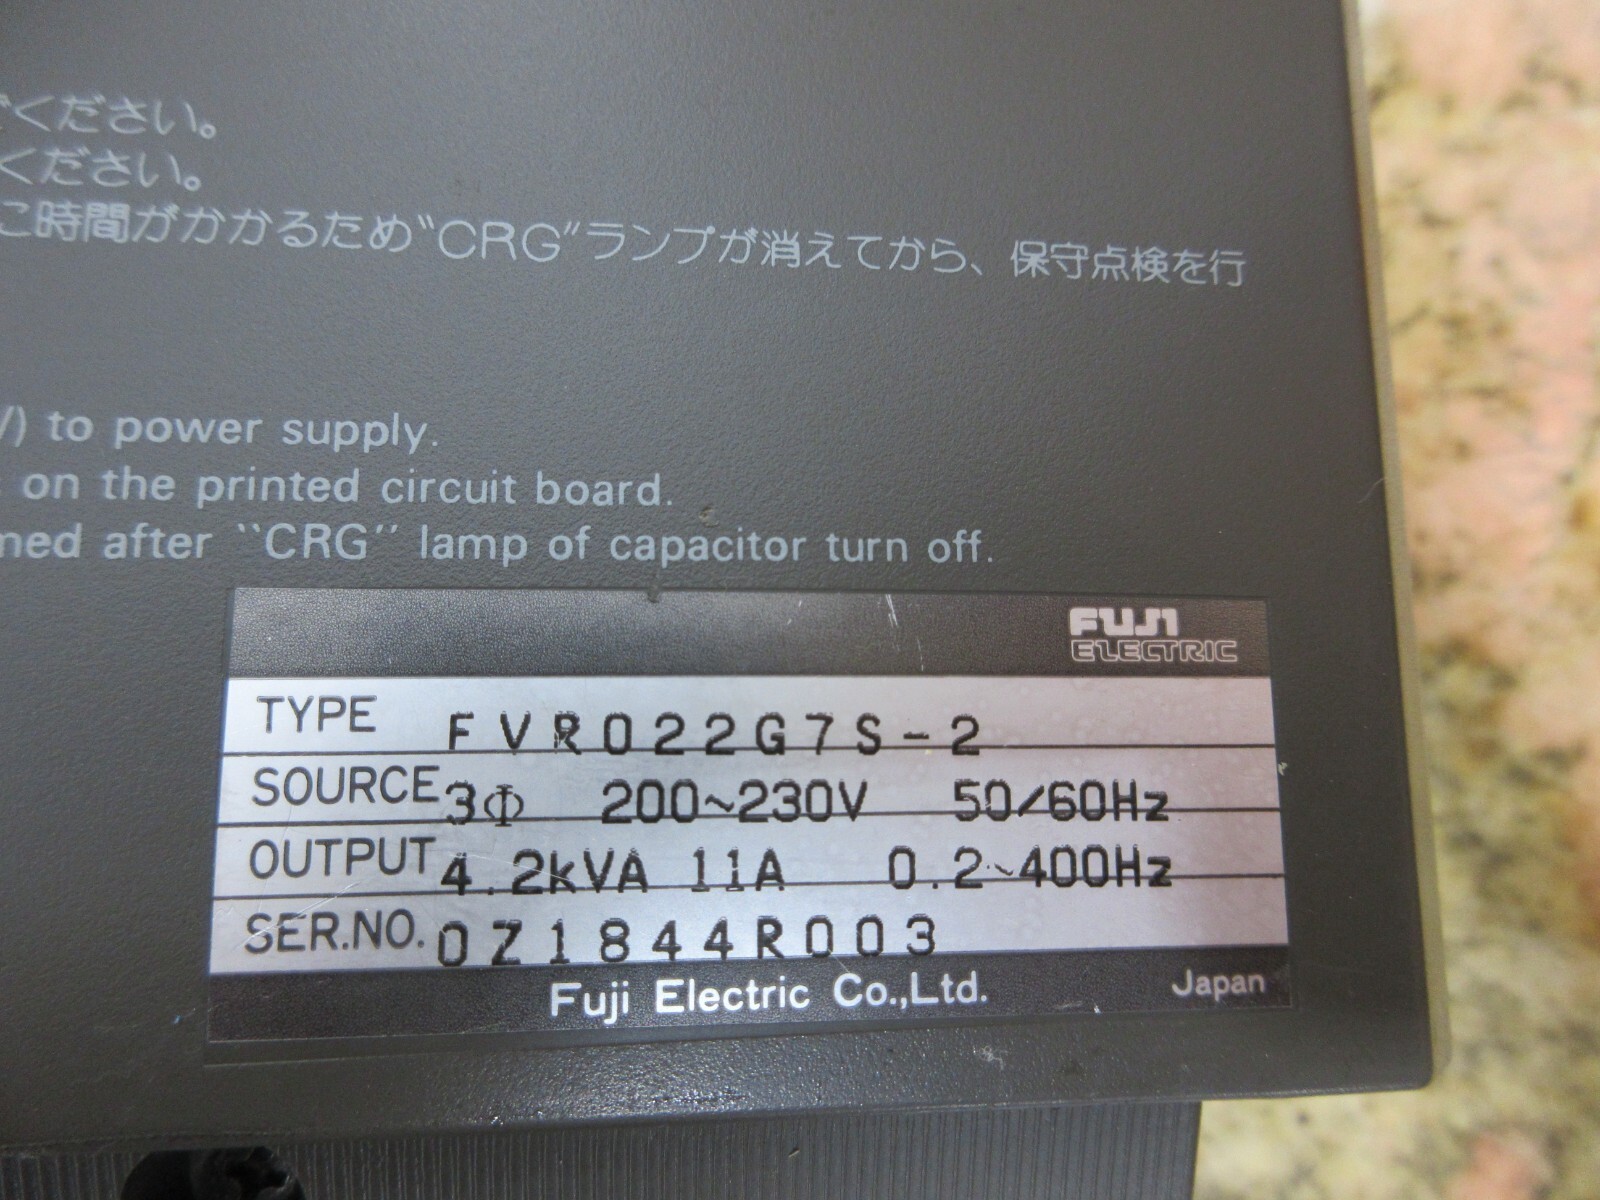 ください。
ください。
時間がかかるため"CRG"ランプが消えてから、保守点検を行
V) to power supply.
on the printed circuit board.
after "CRG" lamp of capacitor turn off.
FUJI
ELECTRIC
TYPE FVR022G7S-2
SOURCE 3Φ 200~230V 50/60Hz
OUTPUT 4.2kVA 11A 0.2~400Hz
SER.NO. 0Z1844R003
Fuji Electric Co.,Ltd. Japan